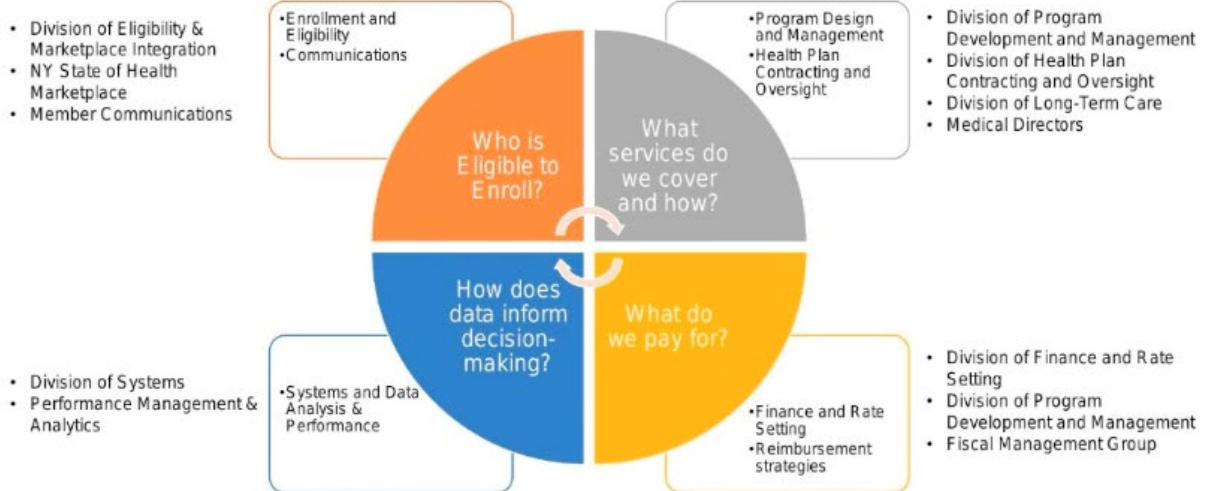 • Division of Eligibility &
Marketplace Integration
• NY State of Health
Marketplace
• Member Communications
•Enrollment and
Eligibility
•Communications
Who is
Eligible to
Enroll?
What
services do
we cover
and how?
•Program Design
and Management
•Health Plan
Contracting and
Oversight
• Division of Program
Development and Management
• Division of Health Plan
Contracting and Oversight
• Division of Long-Term Care
• Medical Directors
• Division of Systems
• Performance Management &
Analytics
•Systems and Data
Analysis &
Performance
How does
data inform
decision-
making?
What do
we pay for?
•Finance and Rate
Setting
•Reimbursement
strategies
• Division of Finance and Rate
Setting
• Division of Program
Development and Management
• Fiscal Management Group